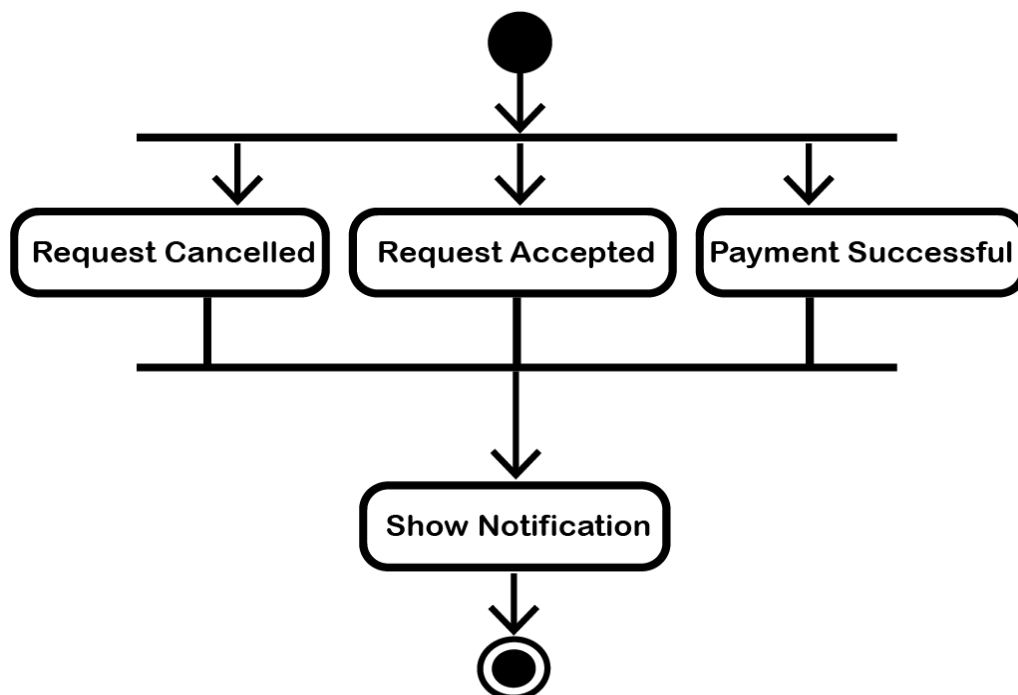 Request Cancelled
Request Accepted
Payment Successful
Show Notification